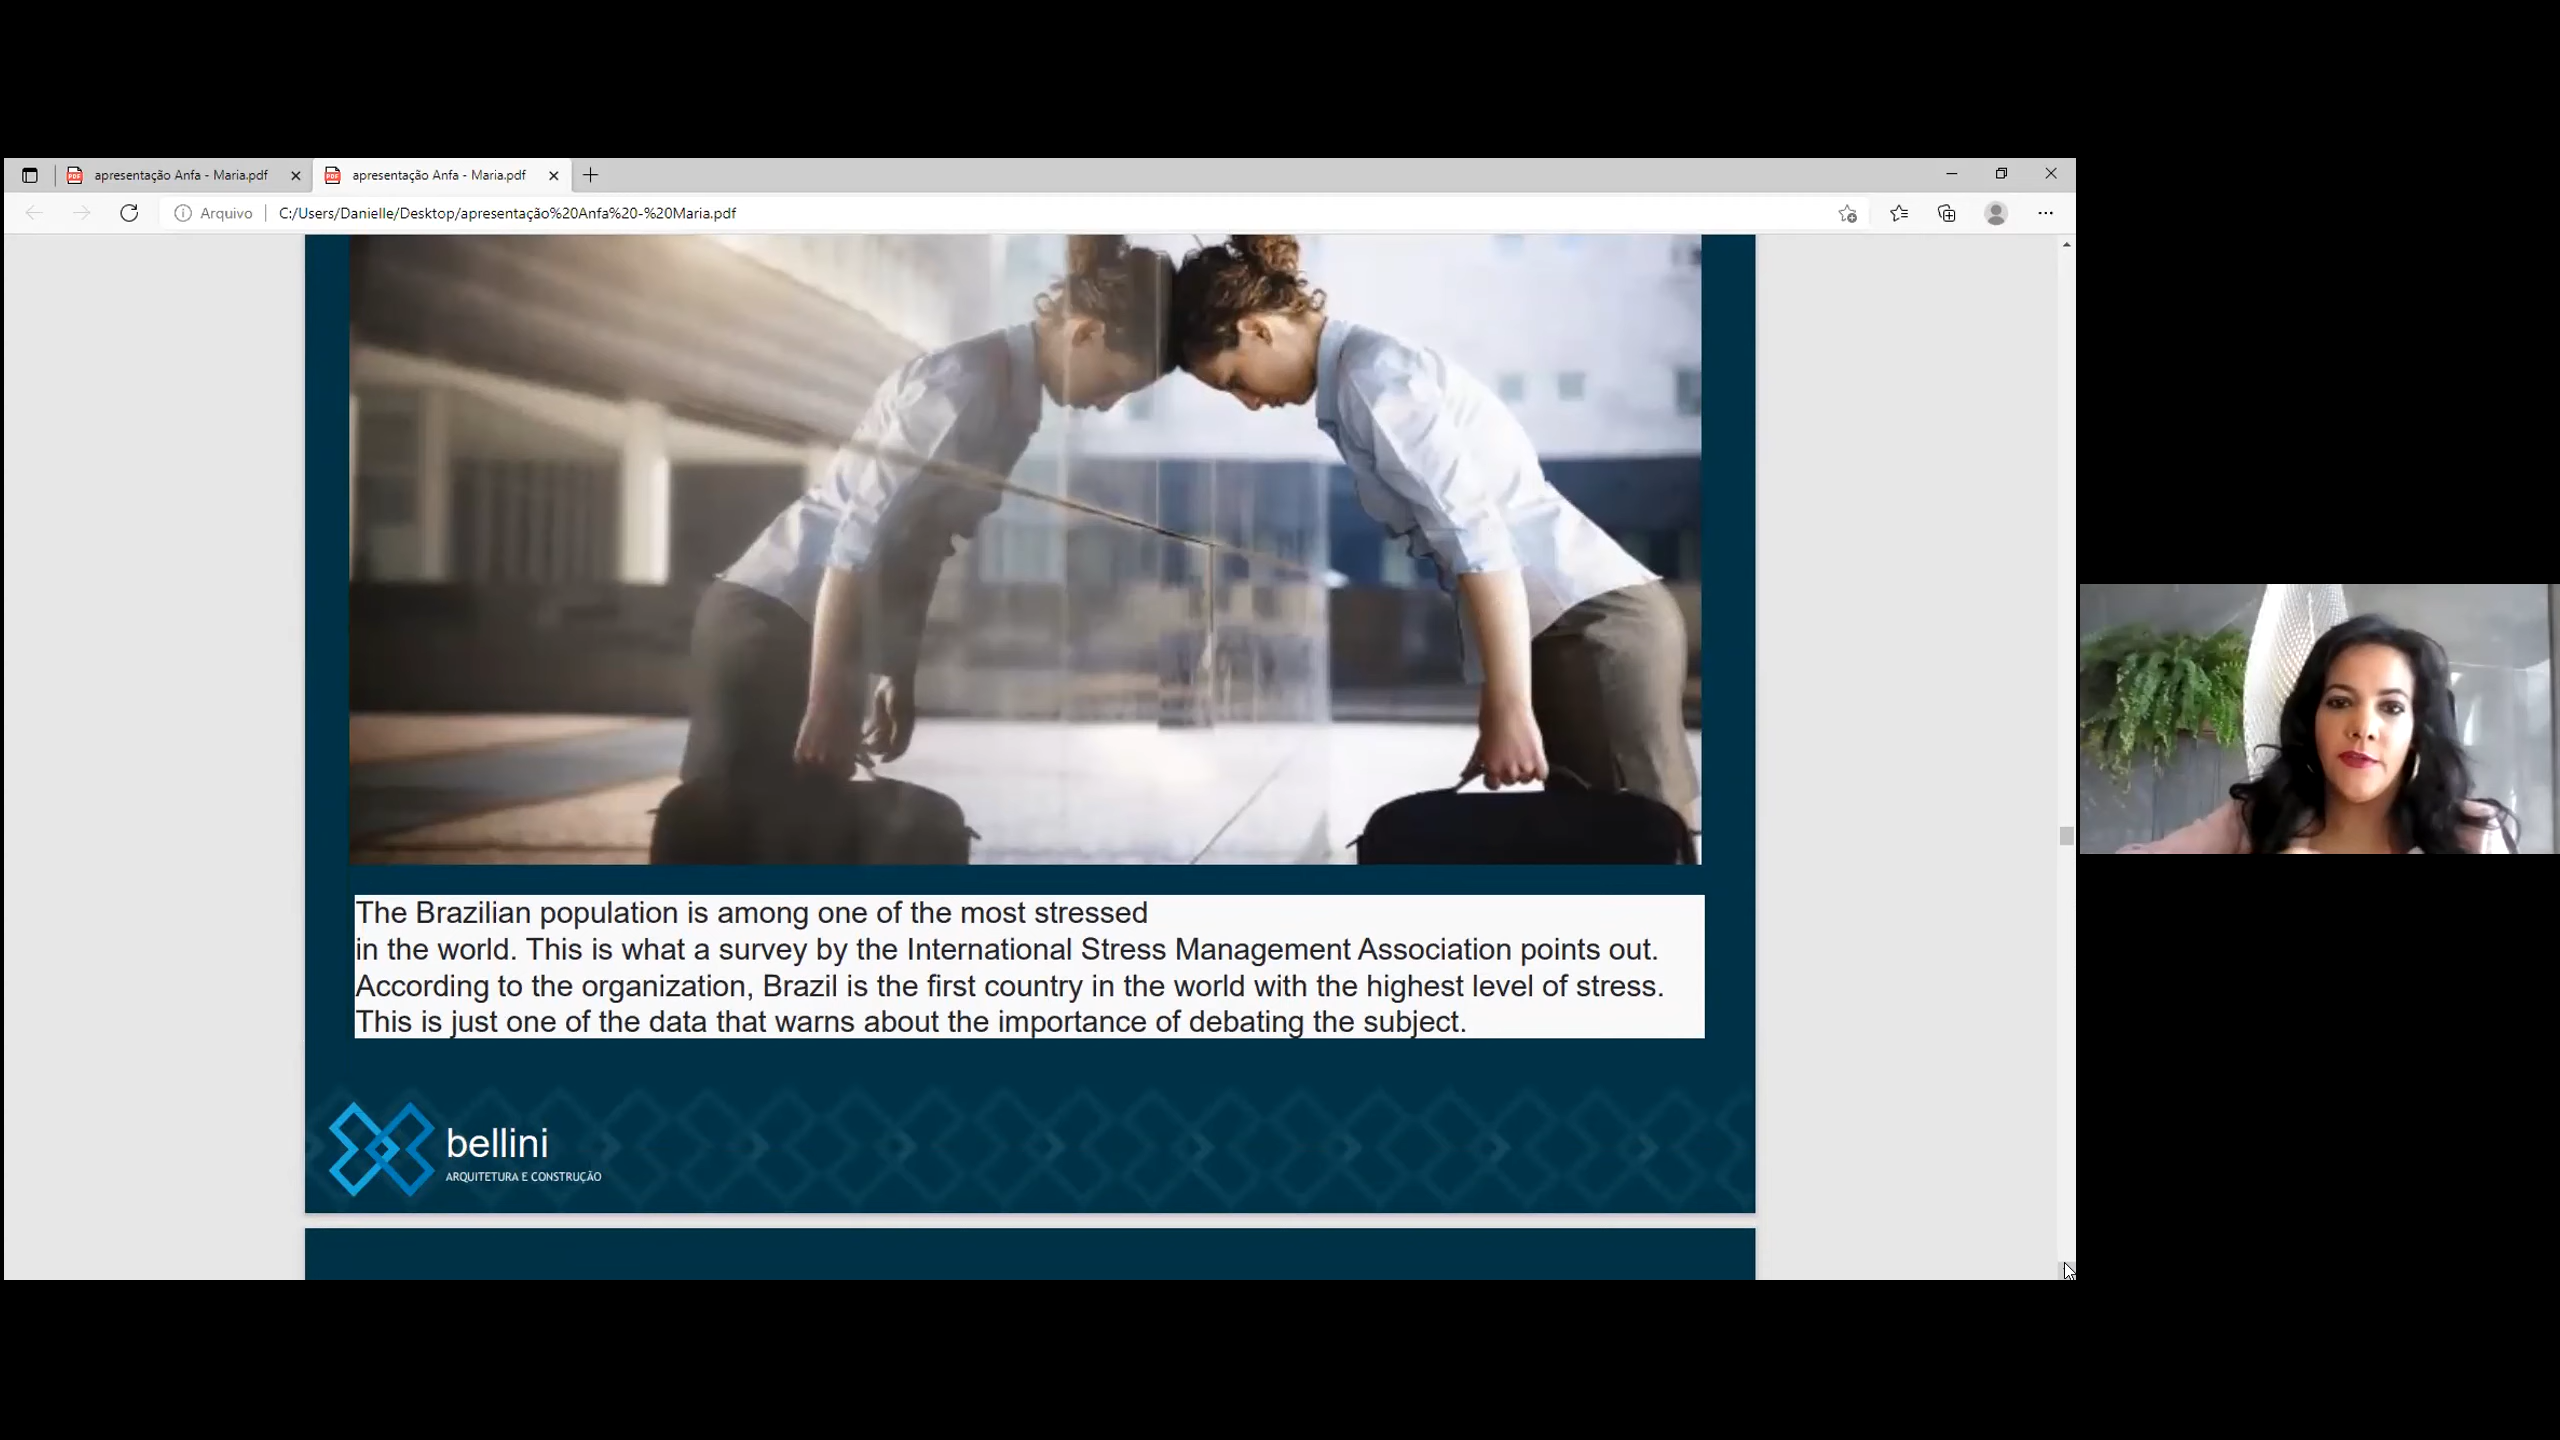 apresentação Anfa - Maria.pdf
apresentação Anfa - Maria.pdf
Arquivo
C:/Users/Danielle/Desktop/apresentação%20Anfa%20-%20Maria.pdf
The Brazilian population is among one of the most stressed
in the world. This is what a survey by the International Stress Management Association points out.
According to the organization, Brazil is the first country in the world with the highest level of stress.
This is just one of the data that warns about the importance of debating the subject.
bellini
ARQUITETURA E CONSTRUÇÃO